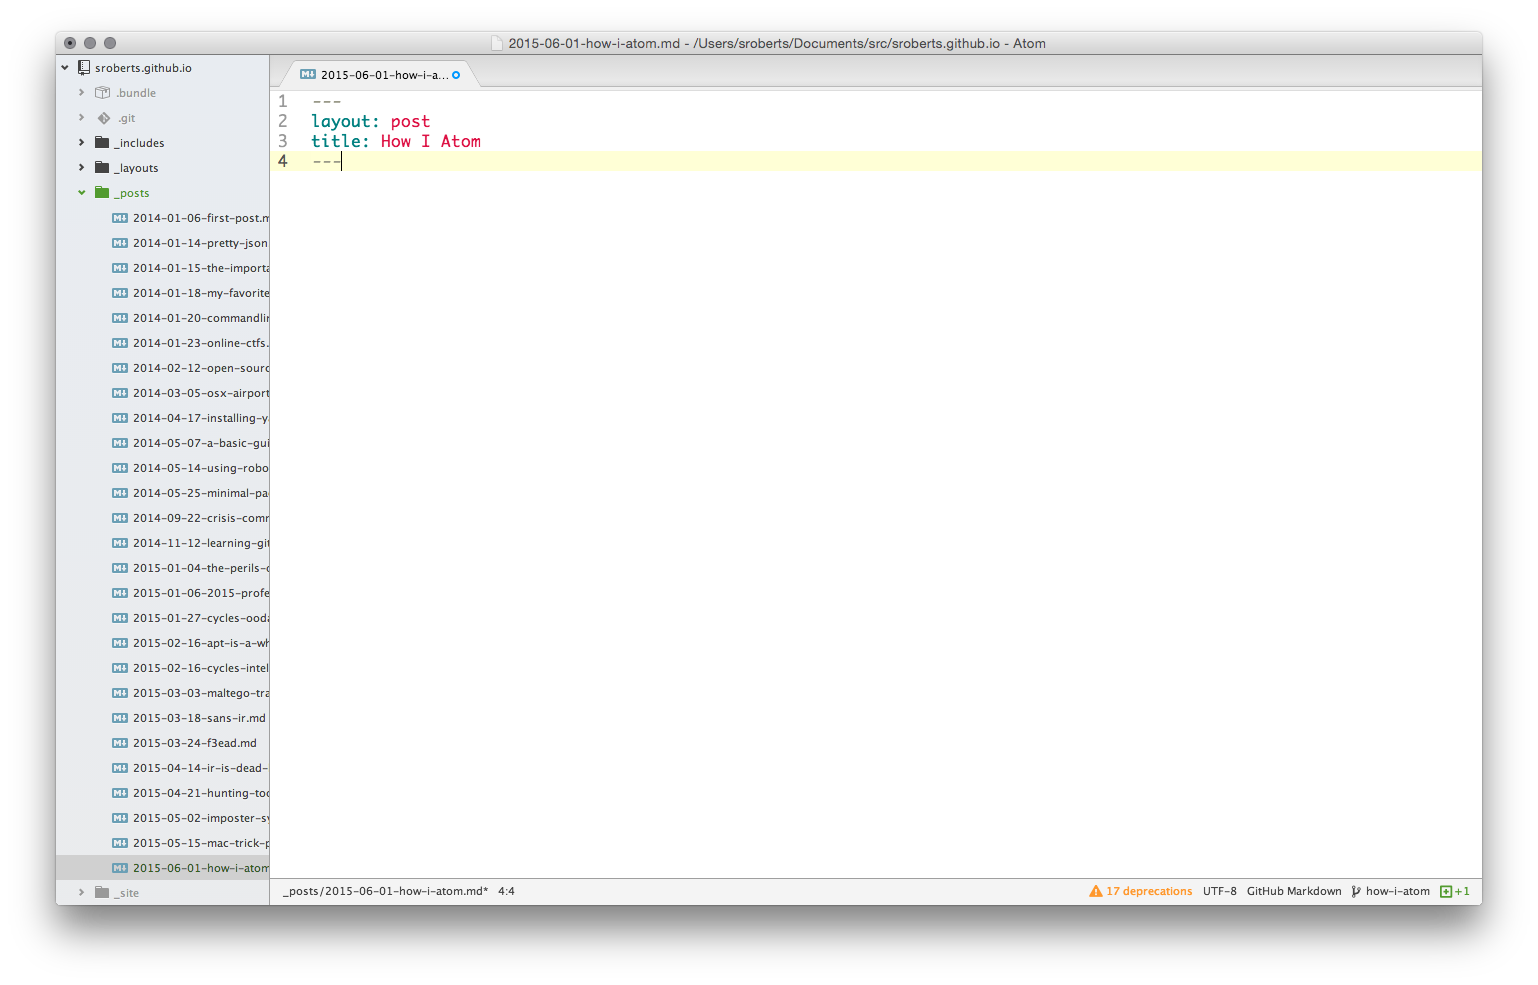 2015-06-01-how-i-atom.md - /Users/sroberts/Documents/src/sroberts.github.io - Atom
sroberts.github.io
.bundle
.git
_includes
_layouts
_posts
2014-01-06-first-post.m
2014-01-14-pretty-json
2014-01-15-the-importa
2014-01-18-my-favorite
2014-01-20-commandlin
2014-01-23-online-ctfs.
2014-02-12-open-sourc
2014-03-05-osx-airport
2014-04-17-installing-ya
2014-05-07-a-basic-gui
2014-05-14-using-robo
2014-05-25-minimal-pa
2014-09-22-crisis-comm
2014-11-12-learning-git
2015-01-04-the-perils-o
2015-01-06-2015-profe
2015-01-27-cycles-ooda
2015-02-16-apt-is-a-wh
2015-02-16-cycles-intel
2015-03-03-maltego-tra
2015-03-18-sans-ir.md
2015-03-24-f3ead.md
2015-04-14-ir-is-dead-
2015-04-21-hunting-too
2015-05-02-imposter-sy
2015-05-15-mac-trick-p
2015-06-01-how-i-atom
_site
2015-06-01-how-i-a...
1 ---
2 layout: post
3 title: How I Atom
4 ---
_posts/2015-06-01-how-i-atom.md* 4:4
17 deprecations UTF-8 GitHub Markdown how-i-atom +1